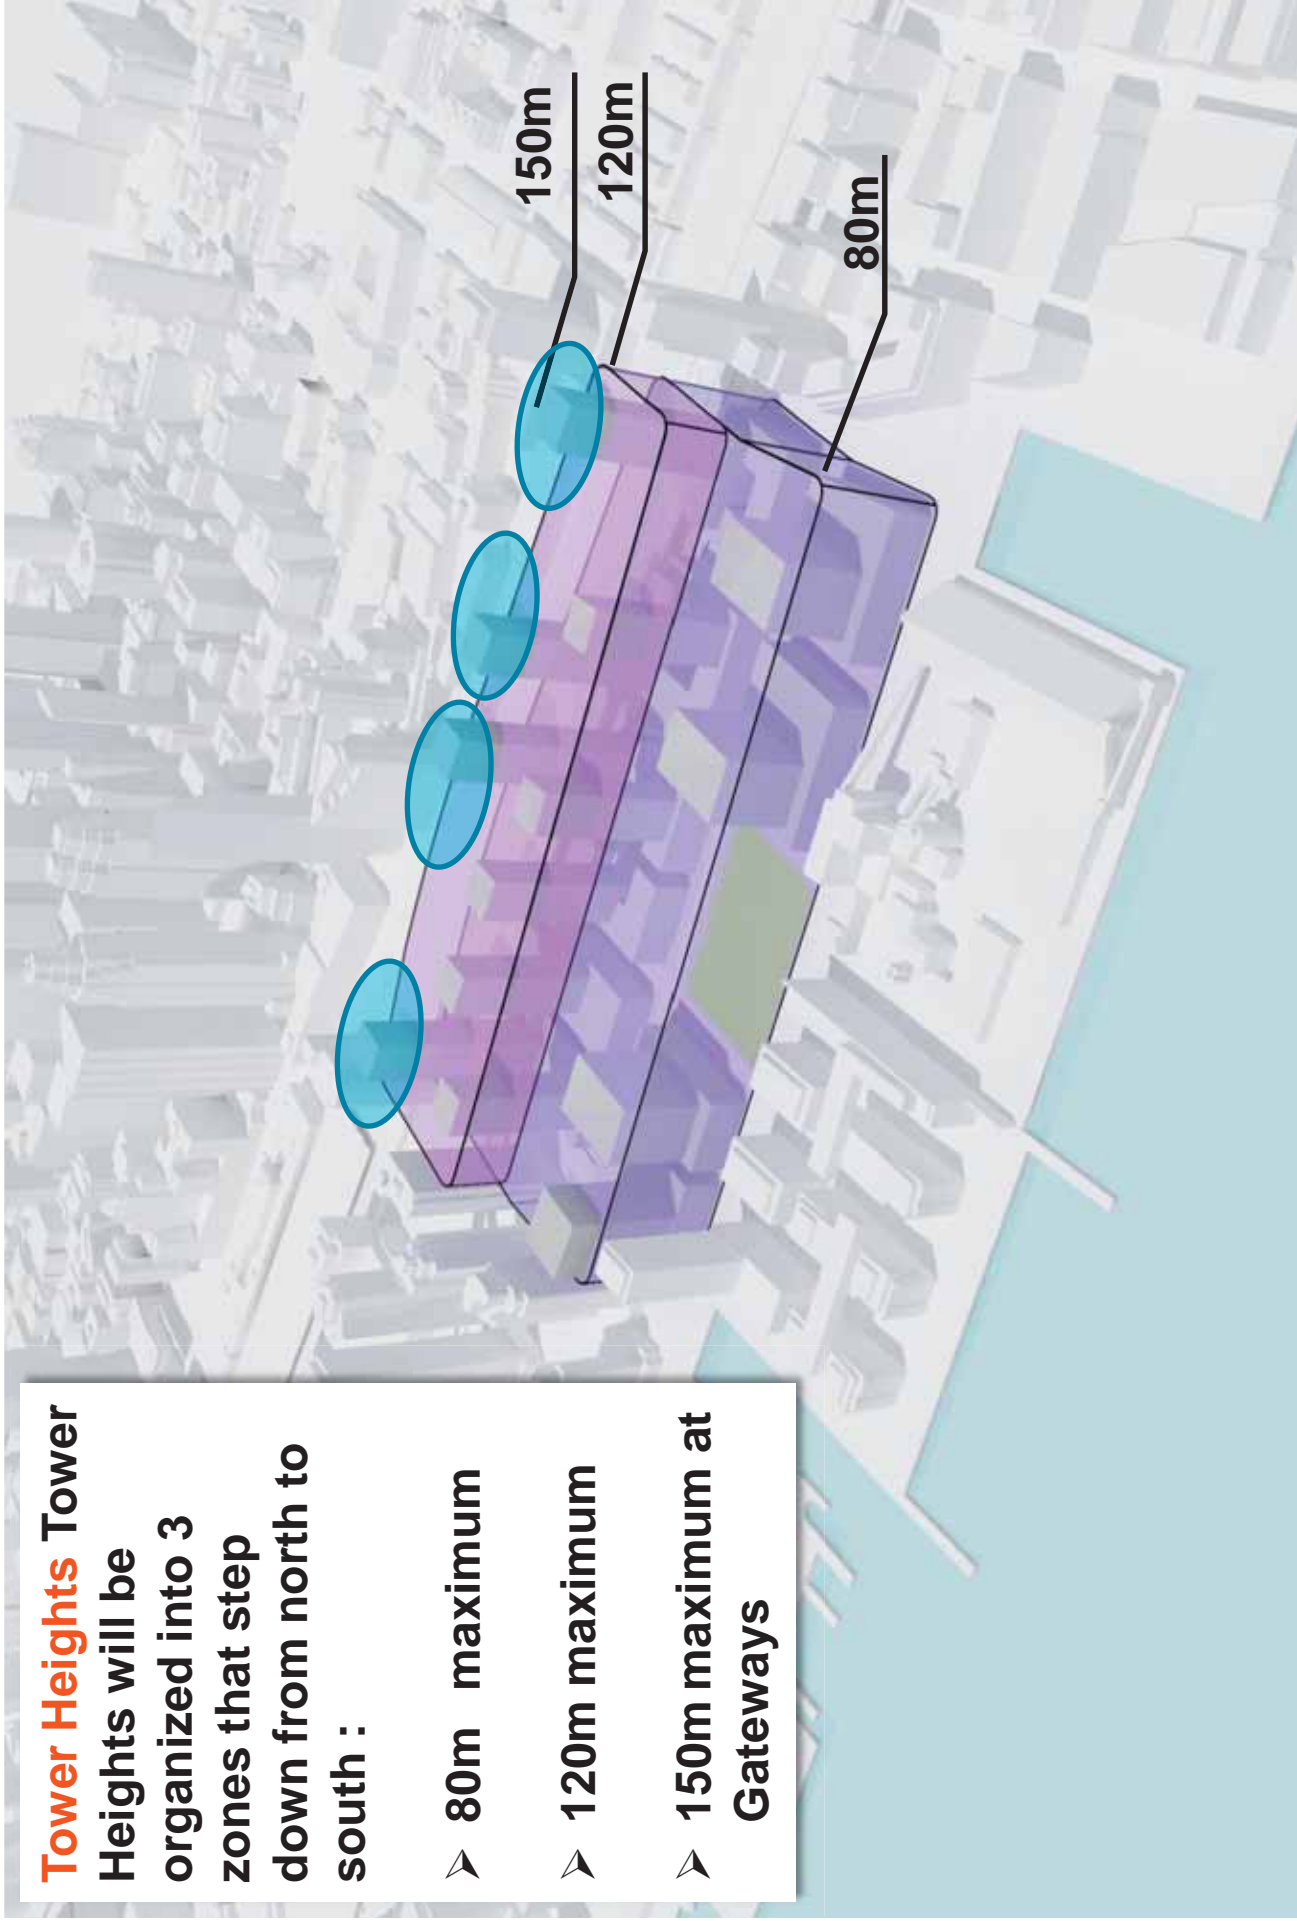 Tower Heights Tower
Heights will be
organized into 3
zones that step
down from north to
south :
➢ 80m maximum
➢ 120m maximum
➢ 150m maximum at
Gateways
150m
120m
80m